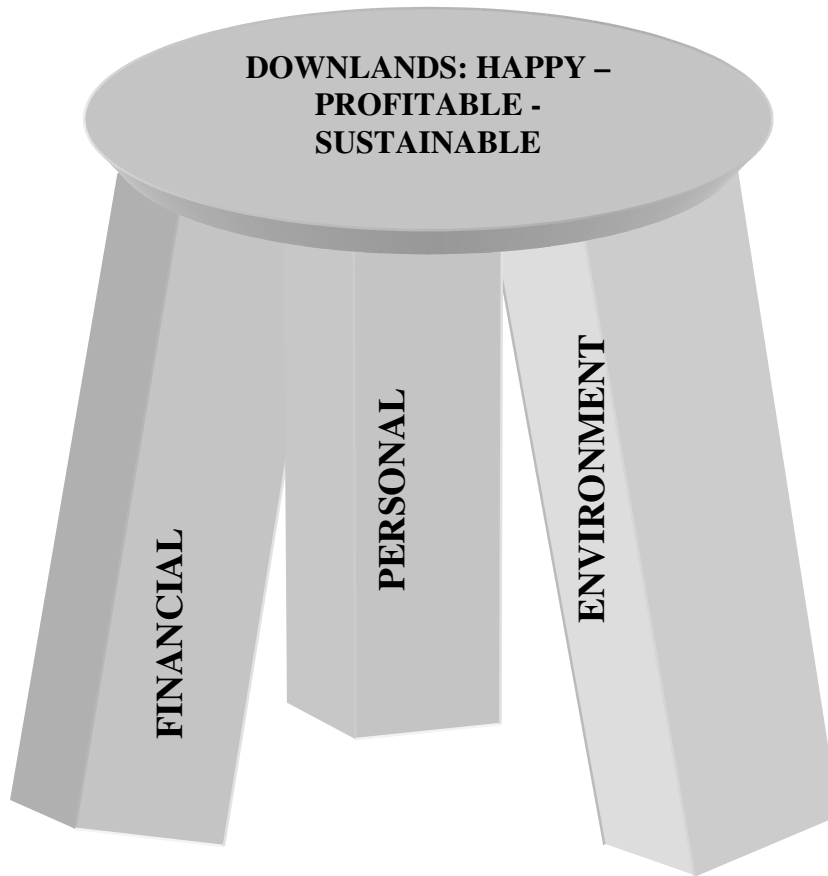 DOWNLANDS: HAPPY –
PROFITABLE -
SUSTAINABLE
FINANCIAL
PERSONAL
ENVIRONMENT